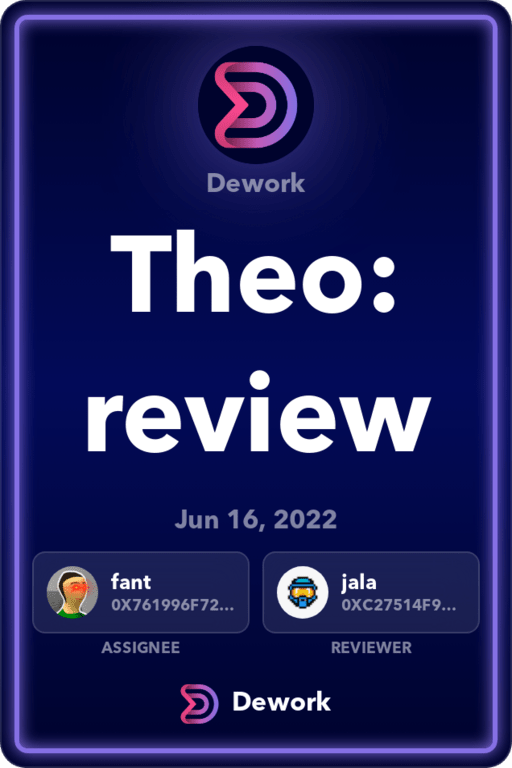 Dework
Theo:
review
Jun 16, 2022
fant
0X761996F72...
ASSIGNEE
jala
0XC27514F9...
REVIEWER
Dework